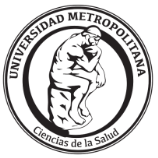 UNIVERSIDAD METROPOLITANA
Ciencias de la Salud